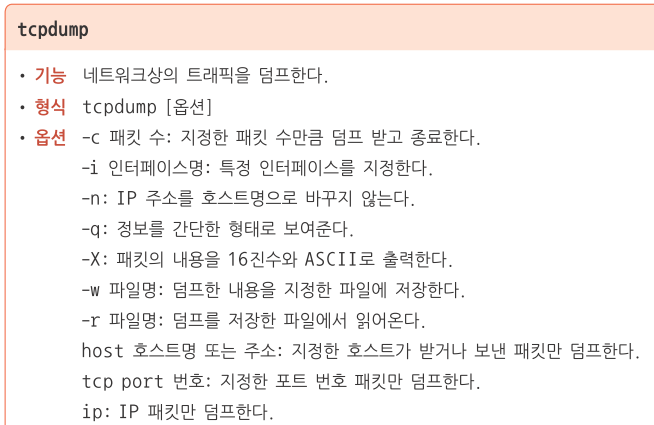 tcpdump
• 기능 네트워크상의 트래픽을 덤프한다.
• 형식 tcpdump [옵션]
• 옵션 -c 패킷 수: 지정한 패킷 수만큼 덤프 받고 종료한다.
-i 인터페이스명: 특정 인터페이스를 지정한다.
-n: IP 주소를 호스트명으로 바꾸지 않는다.
-q: 정보를 간단한 형태로 보여준다.
-X: 패킷의 내용을 16진수와 ASCII로 출력한다.
-w 파일명: 덤프한 내용을 지정한 파일에 저장한다.
-r 파일명: 덤프를 저장한 파일에서 읽어온다.
host 호스트명 또는 주소: 지정한 호스트가 받거나 보낸 패킷만 덤프한다.
tcp port 번호: 지정한 포트 번호 패킷만 덤프한다.
ip: IP 패킷만 덤프한다.